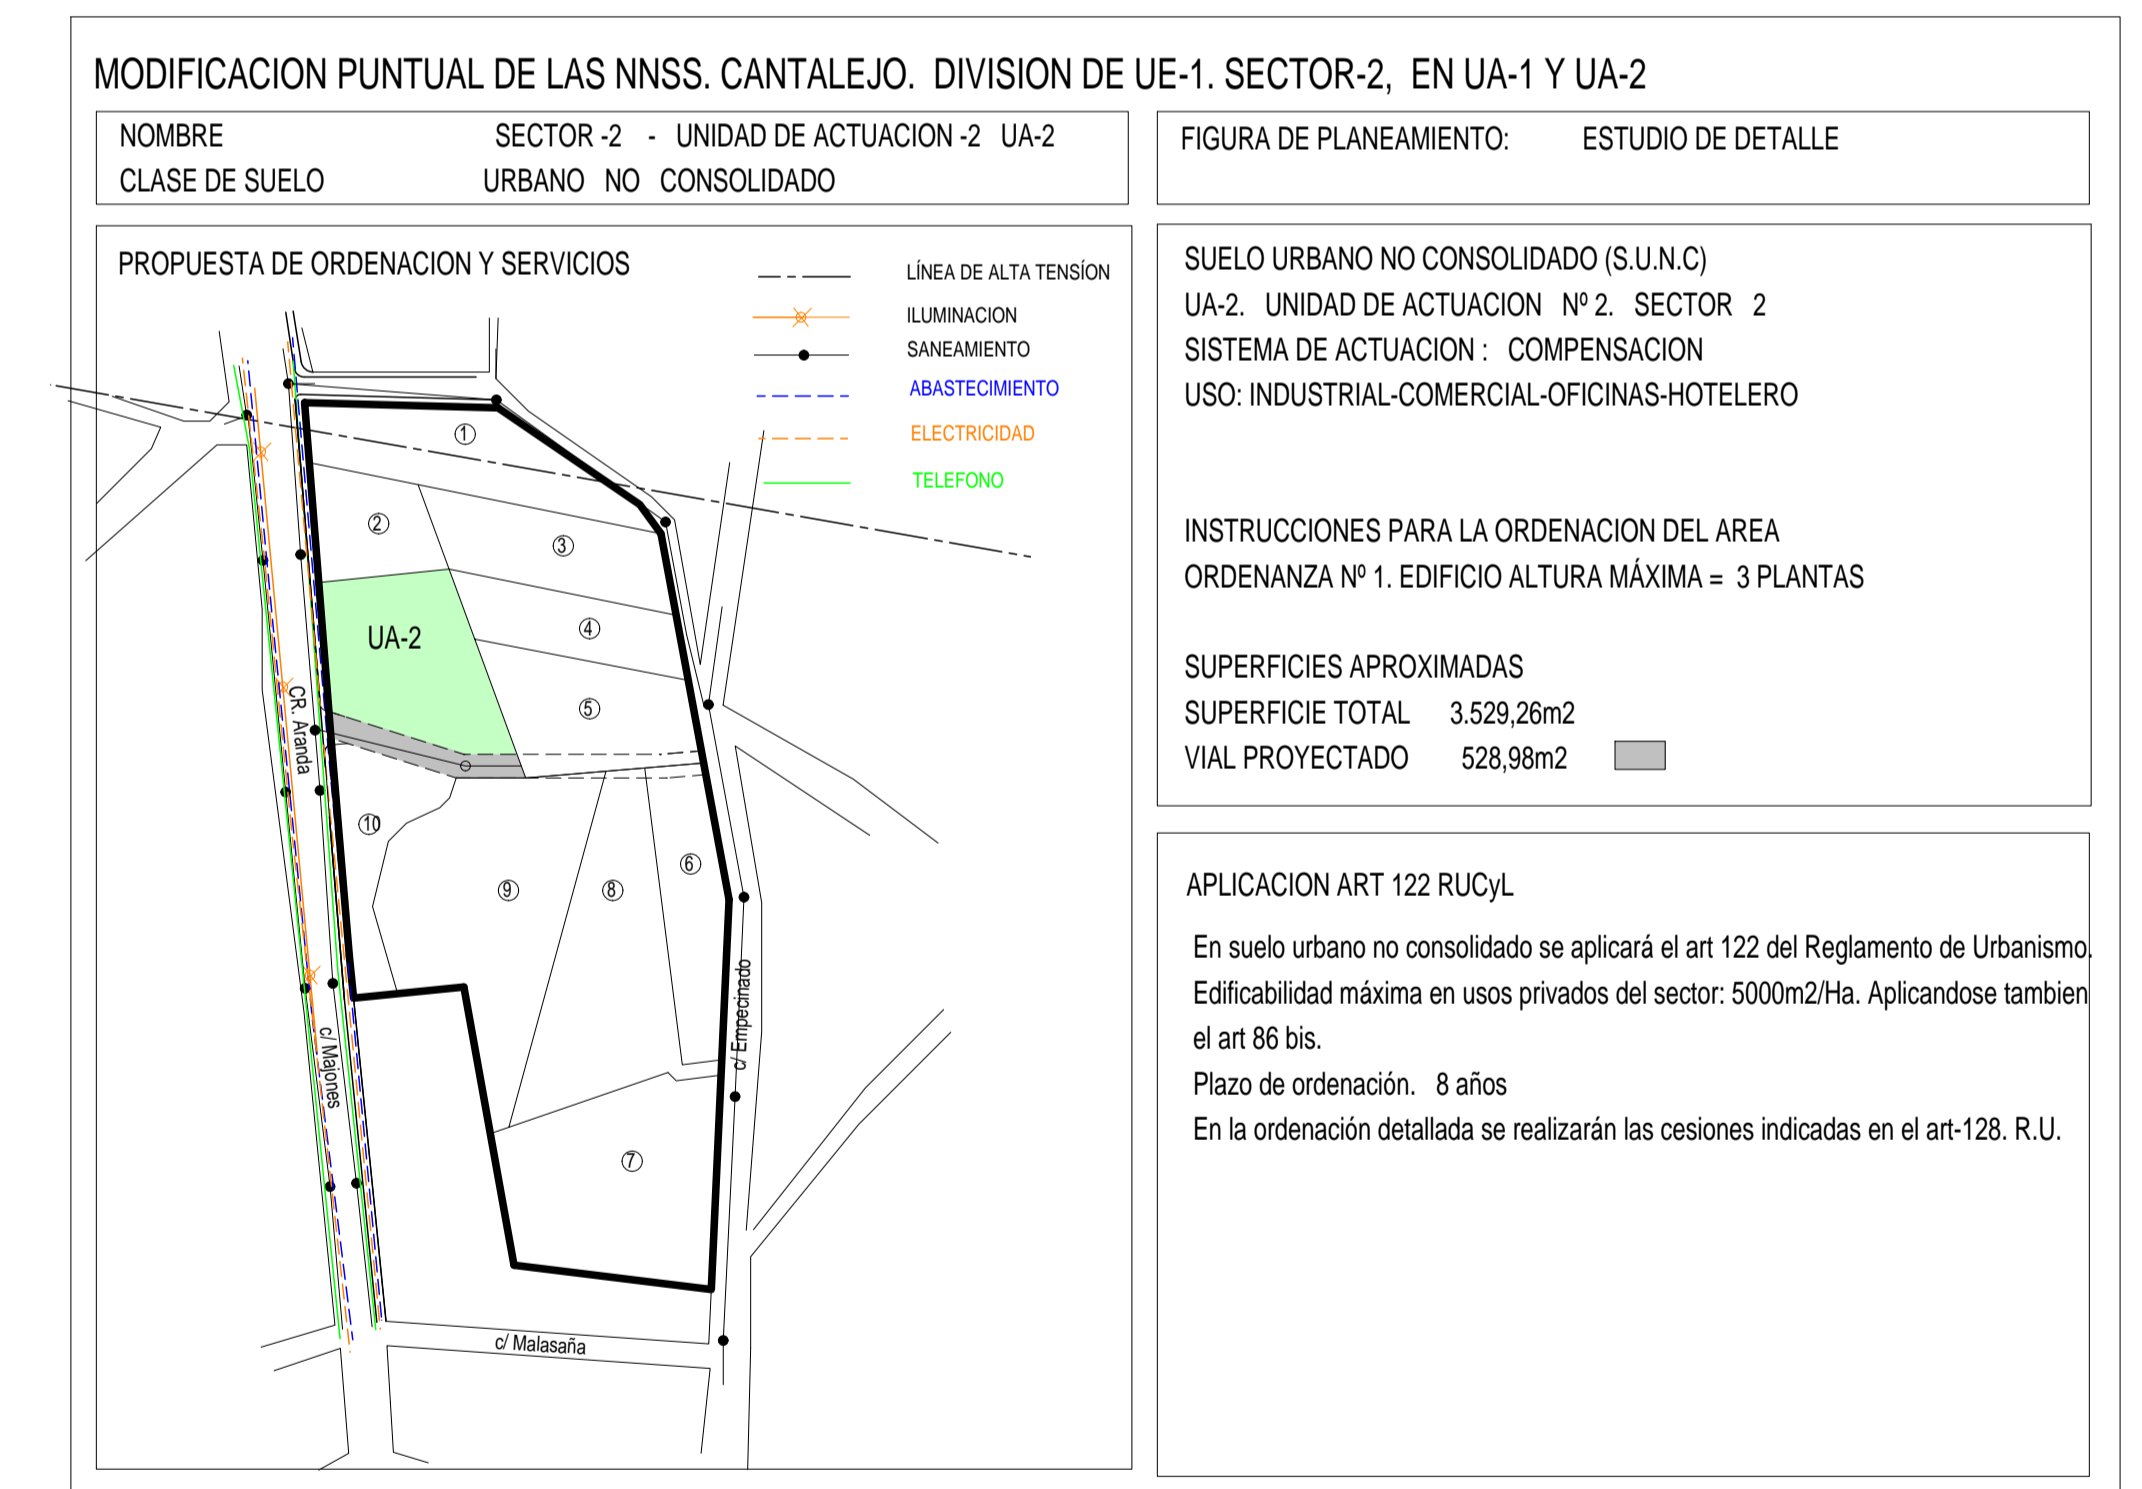 MODIFICACION PUNTUAL DE LAS NNSS. CANTALEJO. DIVISION DE UE-1. SECTOR-2, EN UA-1 Y UA-2
NOMBRE SECTOR -2 - UNIDAD DE ACTUACION -2 UA-2
CLASE DE SUELO URBANO NO CONSOLIDADO
FIGURA DE PLANEAMIENTO: ESTUDIO DE DETALLE
PROPUESTA DE ORDENACION Y SERVICIOS
LÍNEA DE ALTA TENSÍON
ILUMINACION
SANEAMIENTO
ABASTECIMIENTO
ELECTRICIDAD
TELEFONO
1
2
3
4
UA-2
5
CR. Aranda
10
6
9
8
c/ Empecinado
c/ Majones
7
c/ Malasaña
SUELO URBANO NO CONSOLIDADO (S.U.N.C)
UA-2. UNIDAD DE ACTUACION Nº 2. SECTOR 2
SISTEMA DE ACTUACION : COMPENSACION
USO: INDUSTRIAL-COMERCIAL-OFICINAS-HOTELERO
INSTRUCCIONES PARA LA ORDENACION DEL AREA
ORDENANZA Nº 1. EDIFICIO ALTURA MÁXIMA = 3 PLANTAS
SUPERFICIES APROXIMADAS
SUPERFICIE TOTAL 3.529,26m2
VIAL PROYECTADO 528,98m2
APLICACION ART 122 RUCyL
En suelo urbano no consolidado se aplicará el art 122 del Reglamento de Urbanismo.
Edificabilidad máxima en usos privados del sector: 5000m2/Ha. Aplicandose tambien
el art 86 bis.
Plazo de ordenación. 8 años
En la ordenación detallada se realizarán las cesiones indicadas en el art-128. R.U.